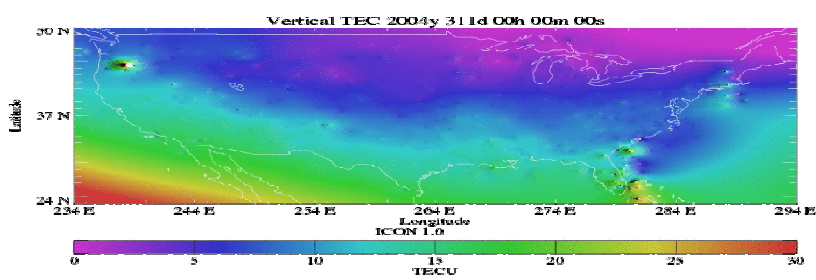 Vertical TEC 2004y 311d 00h 00m 00s
50 N
37 N
24 N
Latitude
234 E 244 E 254 E 264 E 274 E 284 E 294 E
Longitude
ICON 1.0
0 5 10 15 20 25 30
TECU